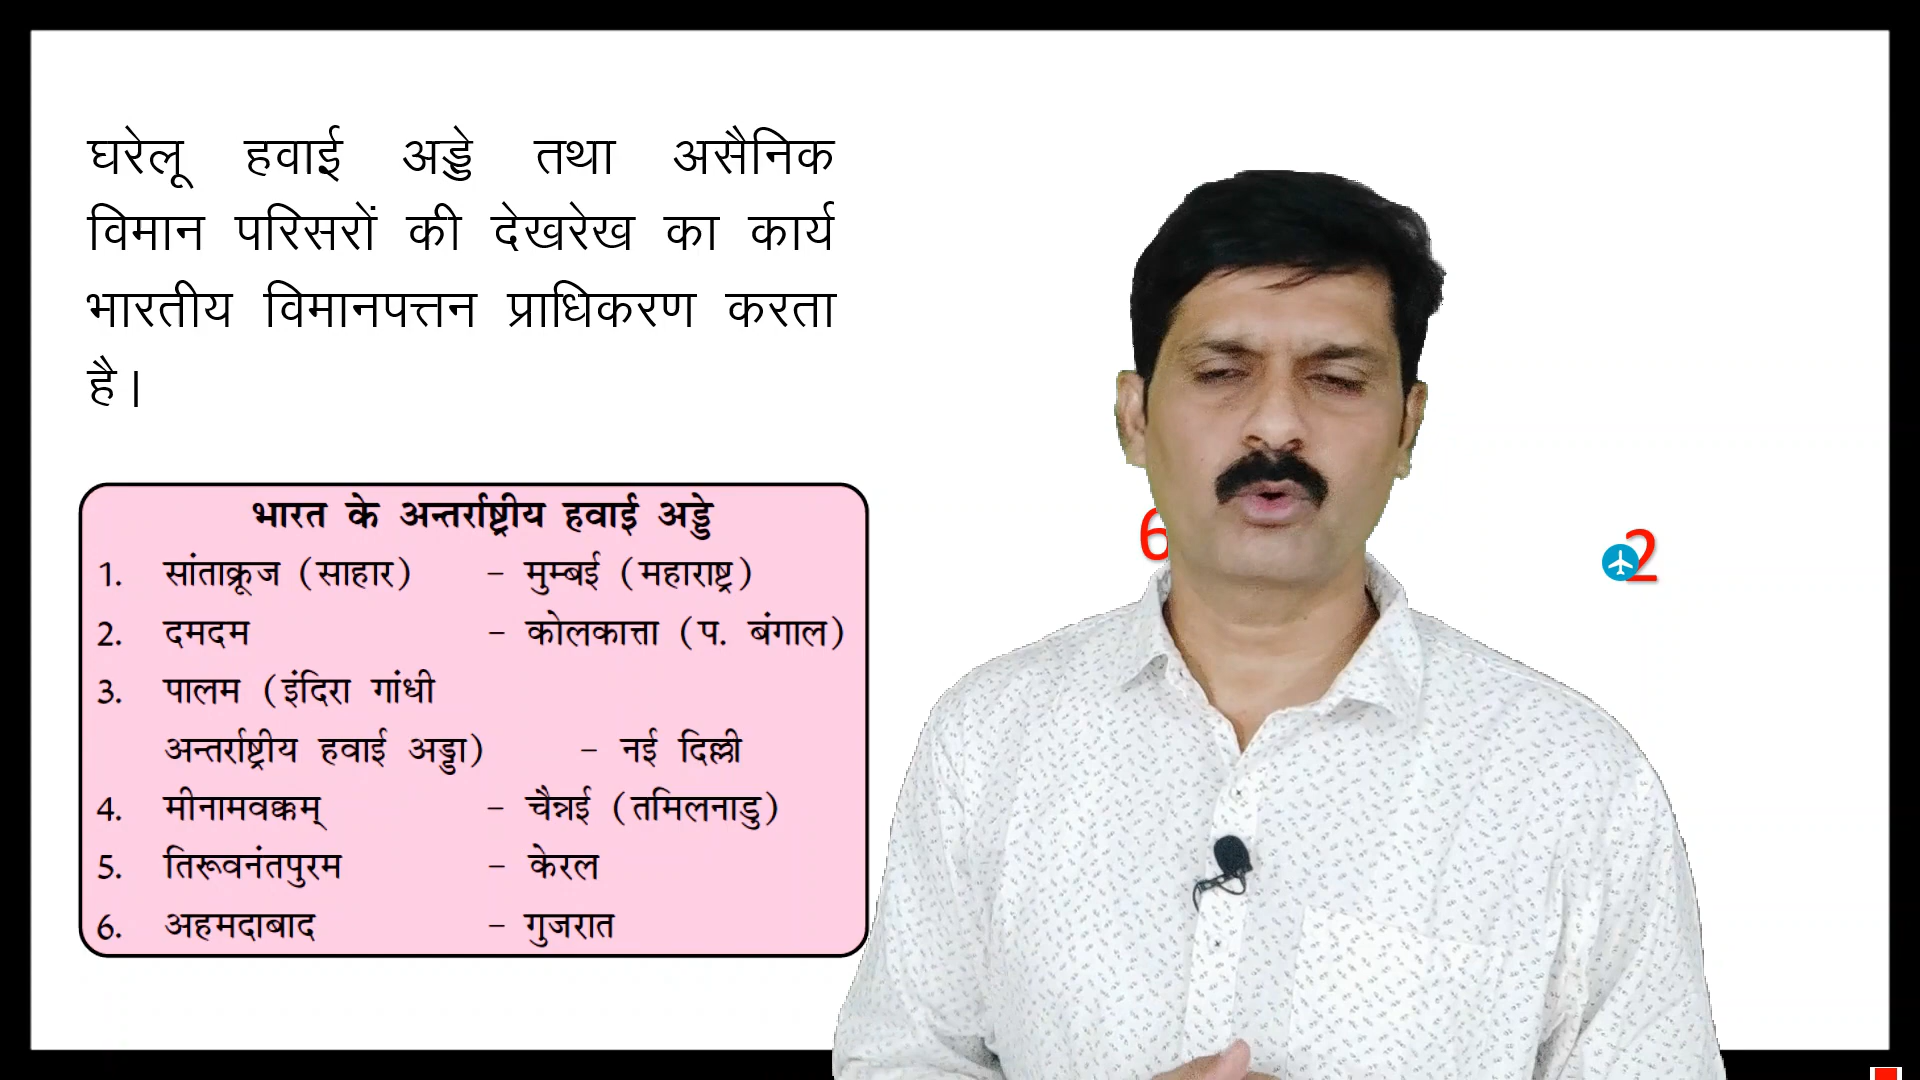 घरेलू हवाई अड्डे तथा असैनिक
विमान परिसरों की देखरेख का कार्य
भारतीय विमानपत्तन प्राधिकरण करता
है।
भारत के अन्तर्राष्ट्रीय हवाई अड्डे
1. सांताक्रूज (साहार) - मुम्बई (महाराष्ट्र)
2. दमदम - कोलकात्ता (प. बंगाल)
3. पालम (इंदिरा गांधी
अन्तर्राष्ट्रीय हवाई अड्डा) - नई दिल्ली
4. मीनामवक्कम् - चैन्नई (तमिलनाडु)
5. तिरूवनंतपुरम - केरल
6. अहमदाबाद - गुजरात
6
2